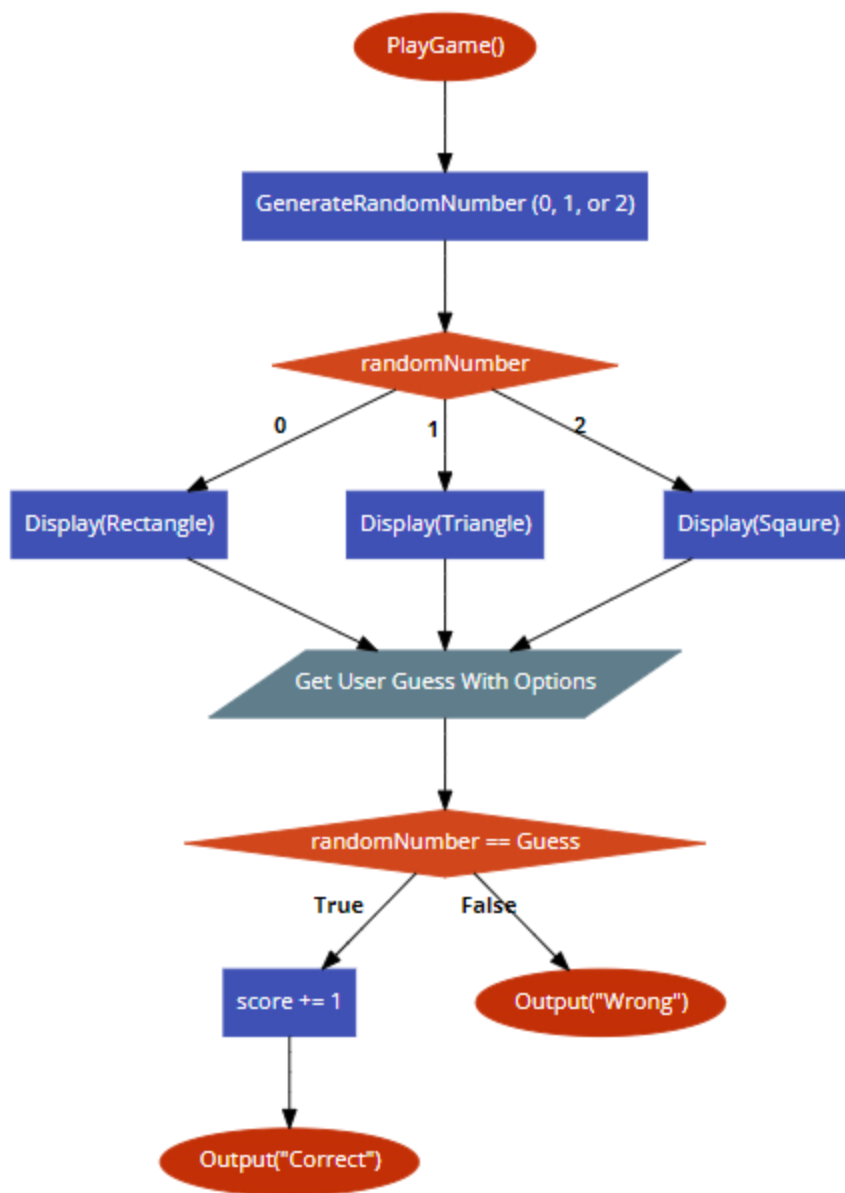 PlayGame()
GenerateRandomNumber (0, 1, or 2)
randomNumber
0
1
2
Display(Rectangle)
Display(Triangle)
Display(Sqaure)
Get User Guess With Options
randomNumber == Guess
True
False
score += 1
Output("Wrong")
Output("Correct")